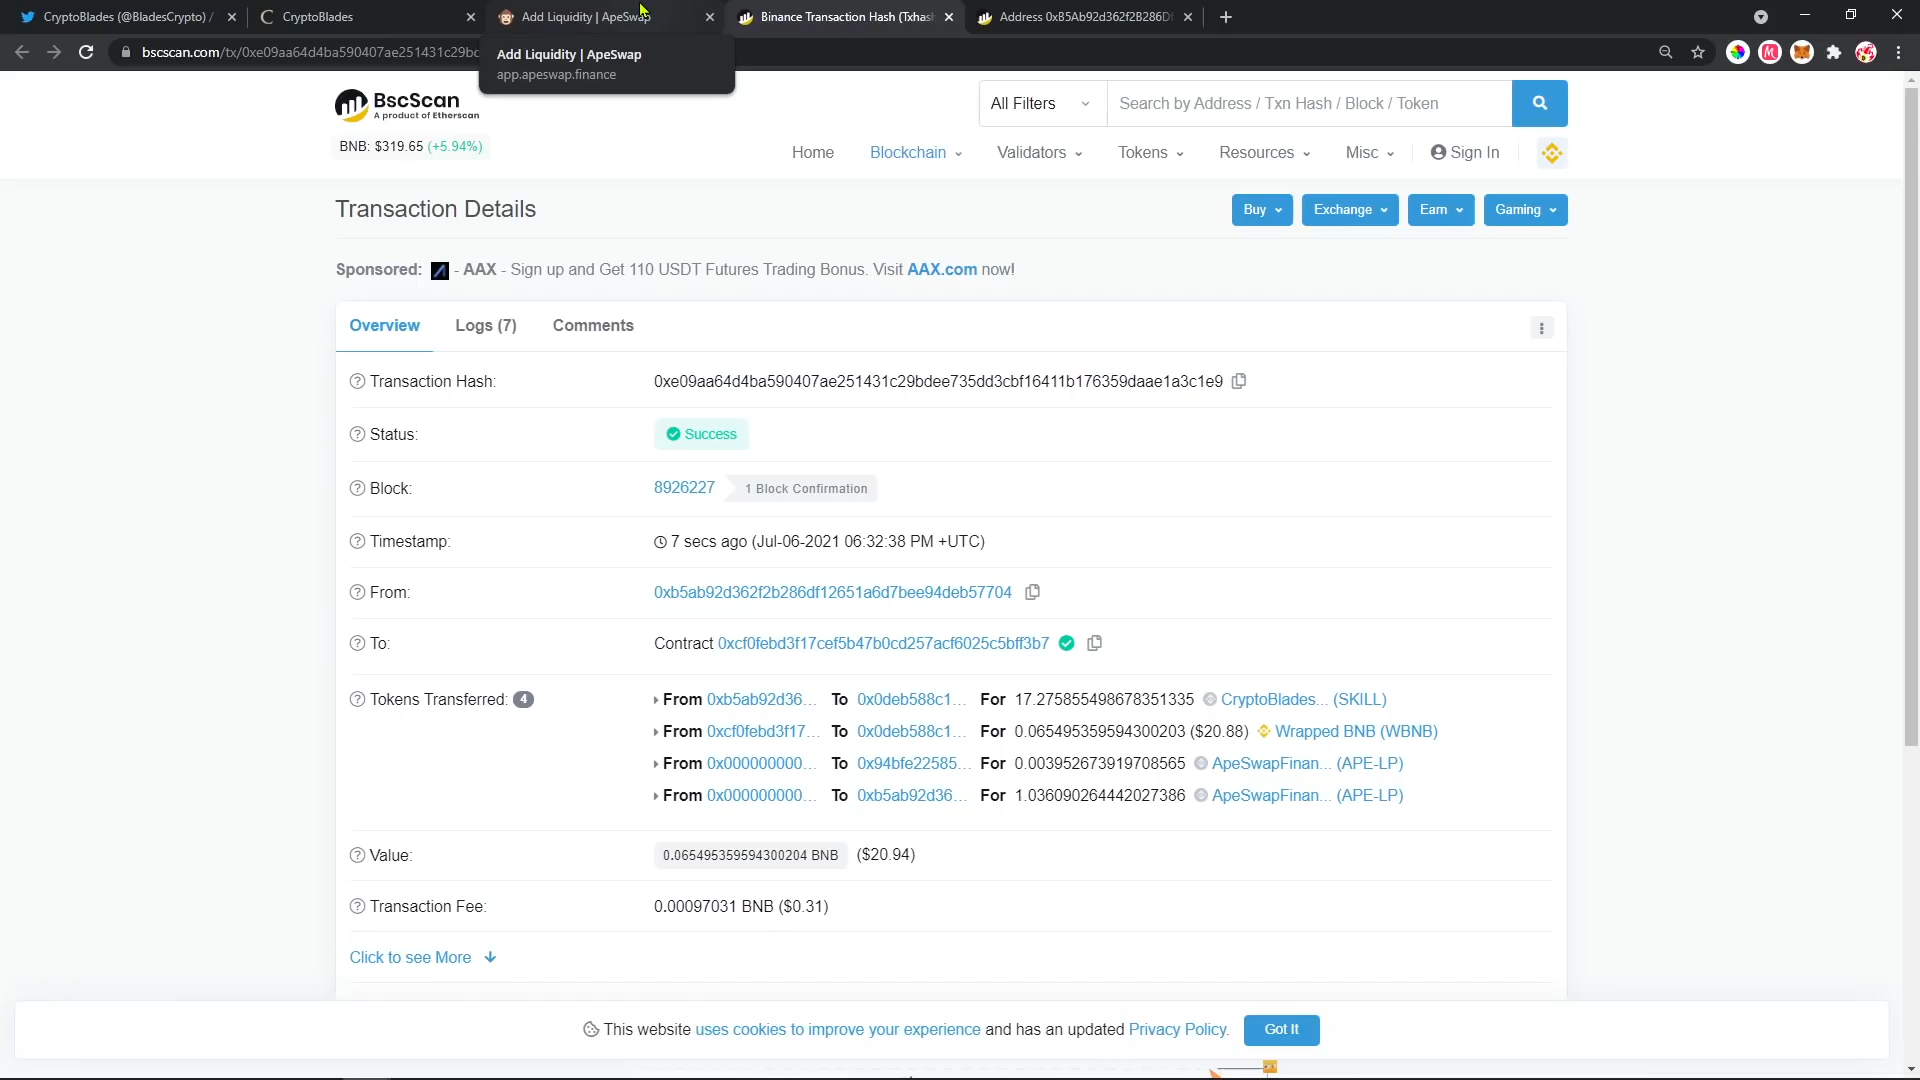 CryptoBlades (@BladesCrypto) /
CryptoBlades
Add Liquidity | ApeSwap
Binance Transaction Hash (Txhash
Address 0xB5Ab92d362f2B286Df
bscscan.com/tx/0xe09aa64d4ba590407ae251431c29bd
Add Liquidity | ApeSwap
app.apeswap.finance
BscScan
A product of Etherscan
All Filters
Search by Address / Txn Hash / Block / Token
BNB: $319.65 (+5.94%)
Home
Blockchain
Validators
Tokens
Resources
Misc
Sign In
Transaction Details
Buy
Exchange
Earn
Gaming
Sponsored: - AAX - Sign up and Get 110 USDT Futures Trading Bonus. Visit AAX.com now!
Overview
Logs (7)
Comments
Transaction Hash: 0xe09aa64d4ba590407ae251431c29bdee735dd3cbf16411b176359daae1a3c1e9
Status: Success
Block: 8926227 1 Block Confirmation
Timestamp: 7 secs ago (Jul-06-2021 06:32:38 PM +UTC)
From: 0xb5ab92d362f2b286df12651a6d7bee94deb57704
To: Contract 0xcf0febd3f17cef5b47b0cd257acf6025c5bff3b7
Tokens Transferred: 4 From 0xb5ab92d36... To 0x0deb588c1... For 17.275855498678351335 CryptoBlades... (SKILL)
From 0xcf0febd3f17... To 0x0deb588c1... For 0.065495359594300203 ($20.88) Wrapped BNB (WBNB)
From 0x000000000... To 0x94bfe22585... For 0.003952673919708565 ApeSwapFinan... (APE-LP)
From 0x000000000... To 0xb5ab92d36... For 1.036090264442027386 ApeSwapFinan... (APE-LP)
Value: 0.065495359594300204 BNB ($20.94)
Transaction Fee: 0.00097031 BNB ($0.31)
Click to see More
This website uses cookies to improve your experience and has an updated Privacy Policy.
Got It